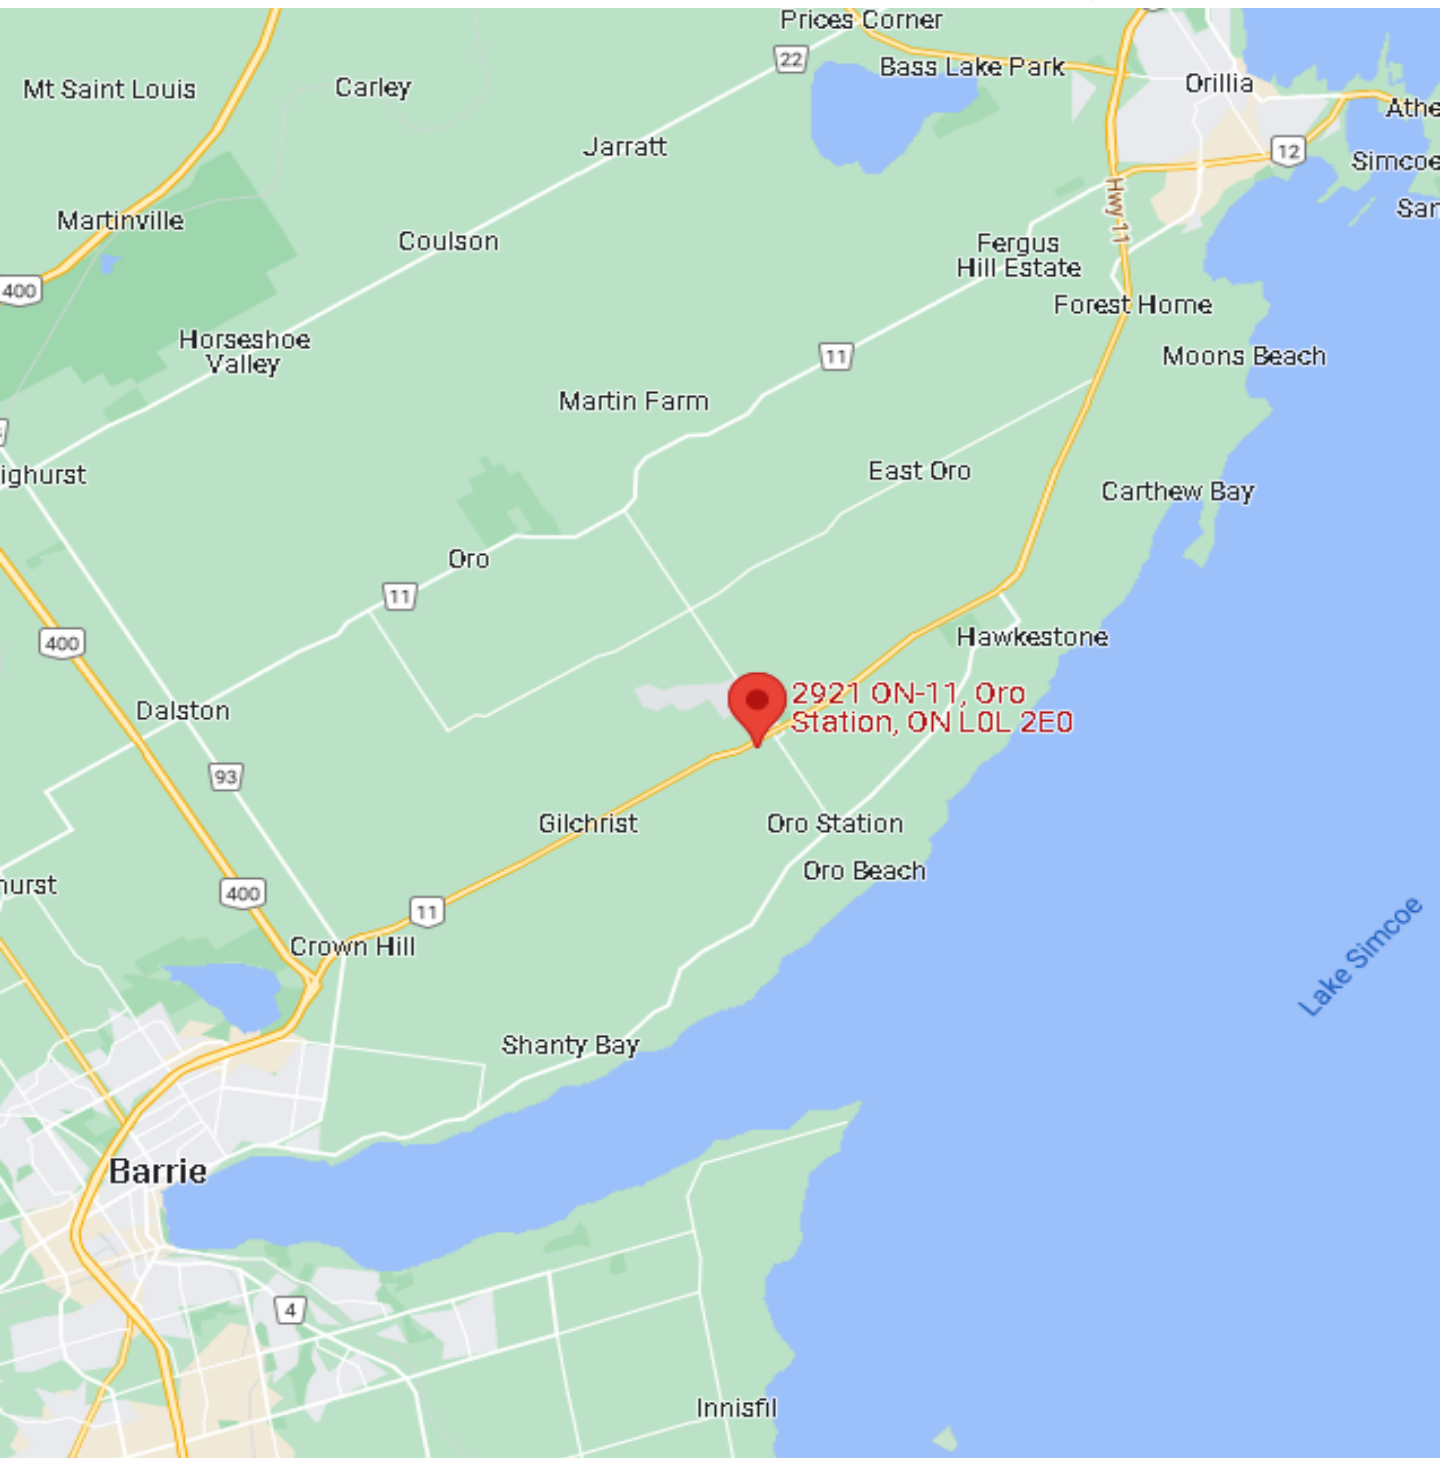 Prices Corner
22
Bass Lake Park
Mt Saint Louis
Carley
Orillia
Athe
Jarratt
12
Simcoe
Martinville
Hwy 11
San
Coulson
Fergus
Hill Estate
400
Forest Home
Horseshoe
Valley
11
Moons Beach
Martin Farm
East Oro
ighurst
Carthew Bay
Oro
11
400
Hawkestone
2921 ON-11, Oro
Station, ON L0L 2E0
Dalston
93
Gilchrist
Oro Station
Oro Beach
hurst
400
11
Lake Simcoe
Crown Hill
Shanty Bay
Barrie
4
Innisfil